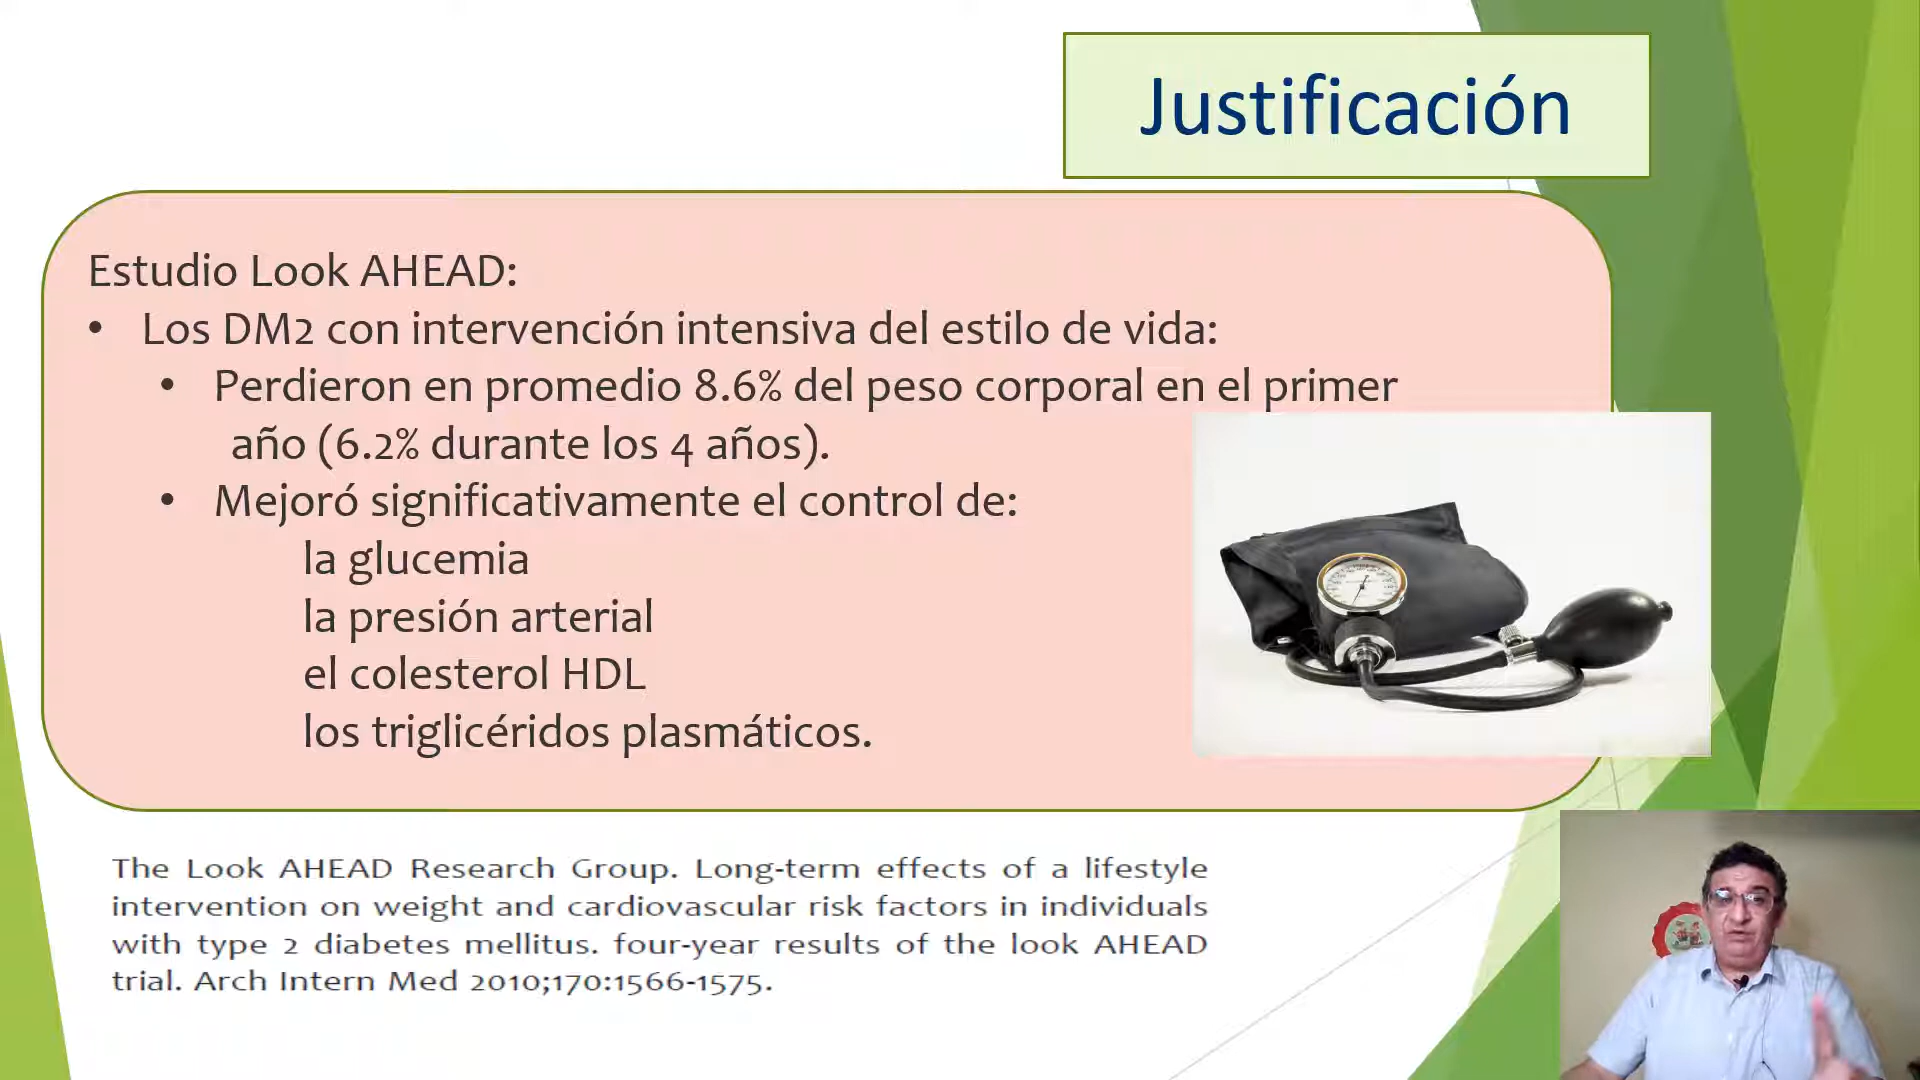 Justificación
Estudio Look AHEAD:
• Los DM2 con intervención intensiva del estilo de vida:
• Perdieron en promedio 8.6% del peso corporal en el primer
año (6.2% durante los 4 años).
• Mejoró significativamente el control de:
la glucemia
la presión arterial
el colesterol HDL
los triglicéridos plasmáticos.
The Look AHEAD Research Group. Long-term effects of a lifestyle
intervention on weight and cardiovascular risk factors in individuals
with type 2 diabetes mellitus. four-year results of the look AHEAD
trial. Arch Intern Med 2010;170:1566-1575.